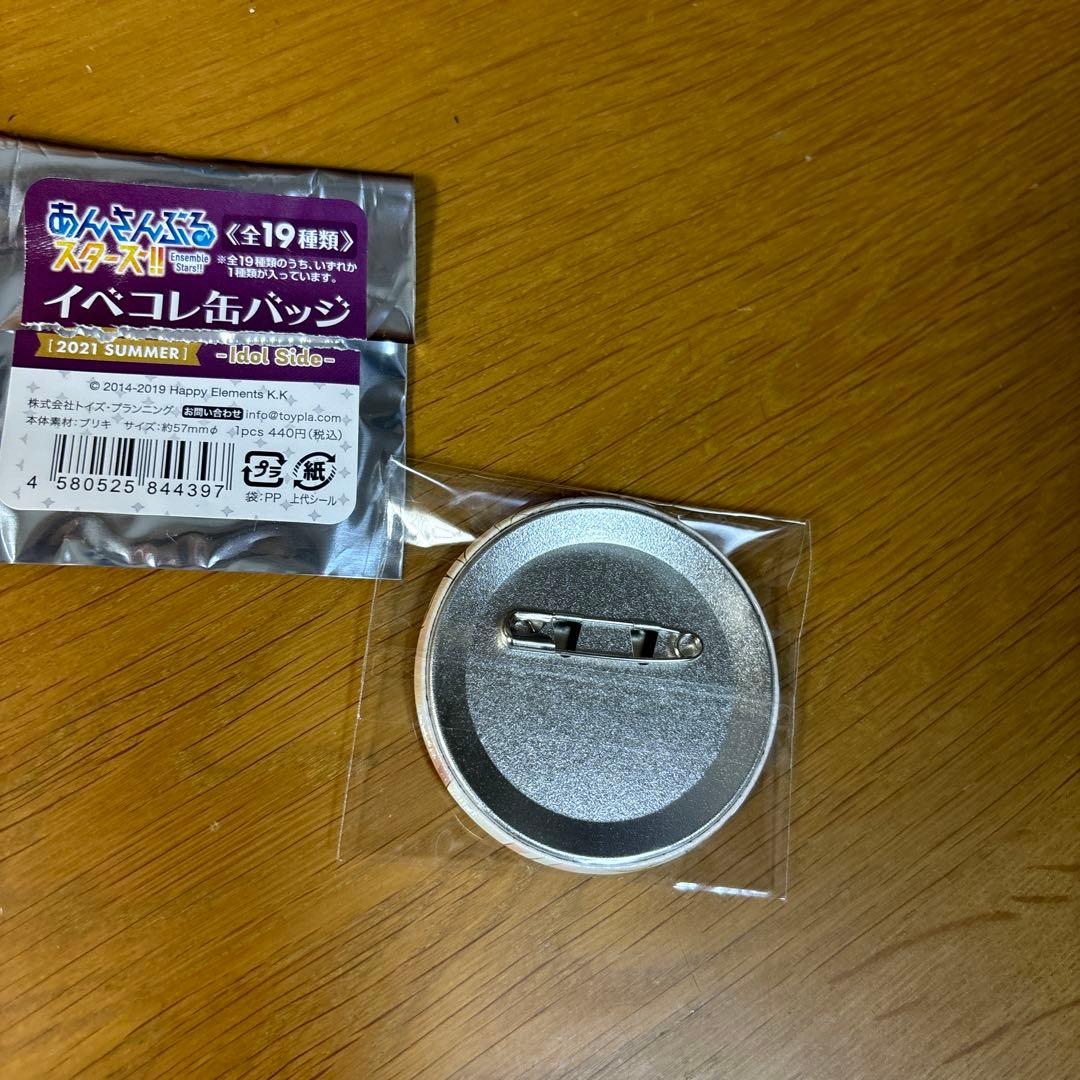 あんさんぶる
スターズ!!
Ensemble
Stars!!
《全19種類》
※全19種類のうち、いずれか
1種類が入っています。
イベコレ缶バッジ
[2021 SUMMER]
-Idol Side-
© 2014-2019 Happy Elements K.K
株式会社トイズ・プランニング お問い合わせ info@toypla.com
本体素材：ブリキ サイズ：約57mmφ 1pcs 440円（税込）
4 580525 844397
プラ
紙
袋：PP 上代シール